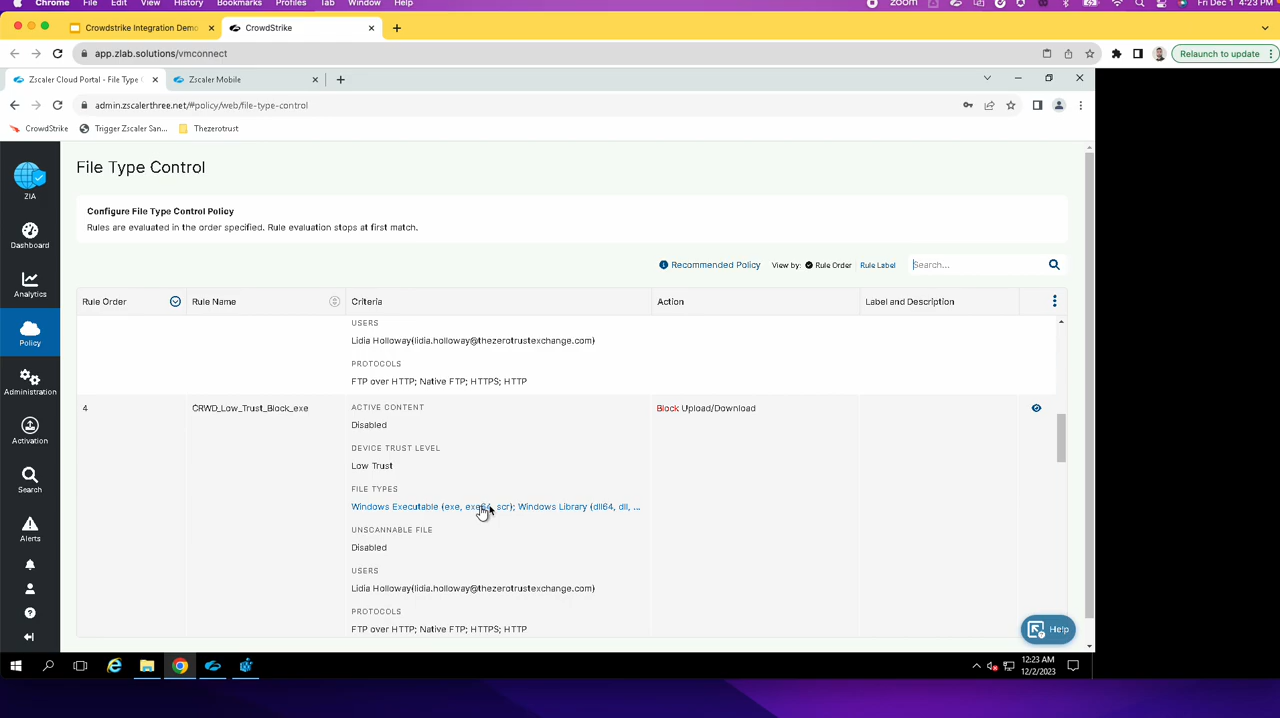 Chrome File Edit View History Bookmarks Profiles Tab Window Help zoom Fri Dec 1 4:23 PM
Crowdstrike Integration Demo CrowdStrike
app.zlab.solutions/vmconnect Relaunch to update
Zscaler Cloud Portal - File Type C Zscaler Mobile
admin.zscalerthree.net/#policy/web/file-type-control
CrowdStrike Trigger Zscaler San... Thezerotrust
ZIA
Dashboard
Analytics
Policy
Administration
Activation
Search
Alerts
File Type Control
Configure File Type Control Policy
Rules are evaluated in the order specified. Rule evaluation stops at first match.
Recommended Policy View by: Rule Order Rule Label Search...
Rule Order Rule Name Criteria Action Label and Description
USERS
Lidia Holloway(lidia.holloway@thezerotrustexchange.com)
PROTOCOLS
FTP over HTTP; Native FTP; HTTPS; HTTP
4 CRWD_Low_Trust_Block_exe ACTIVE CONTENT Block Upload/Download
Disabled
DEVICE TRUST LEVEL
Low Trust
FILE TYPES
Windows Executable (exe, exe64, scr); Windows Library (dll64, dll, ...
UNSCANNABLE FILE
Disabled
USERS
Lidia Holloway(lidia.holloway@thezerotrustexchange.com)
PROTOCOLS
FTP over HTTP; Native FTP; HTTPS; HTTP
Help
12:23 AM
12/2/2023